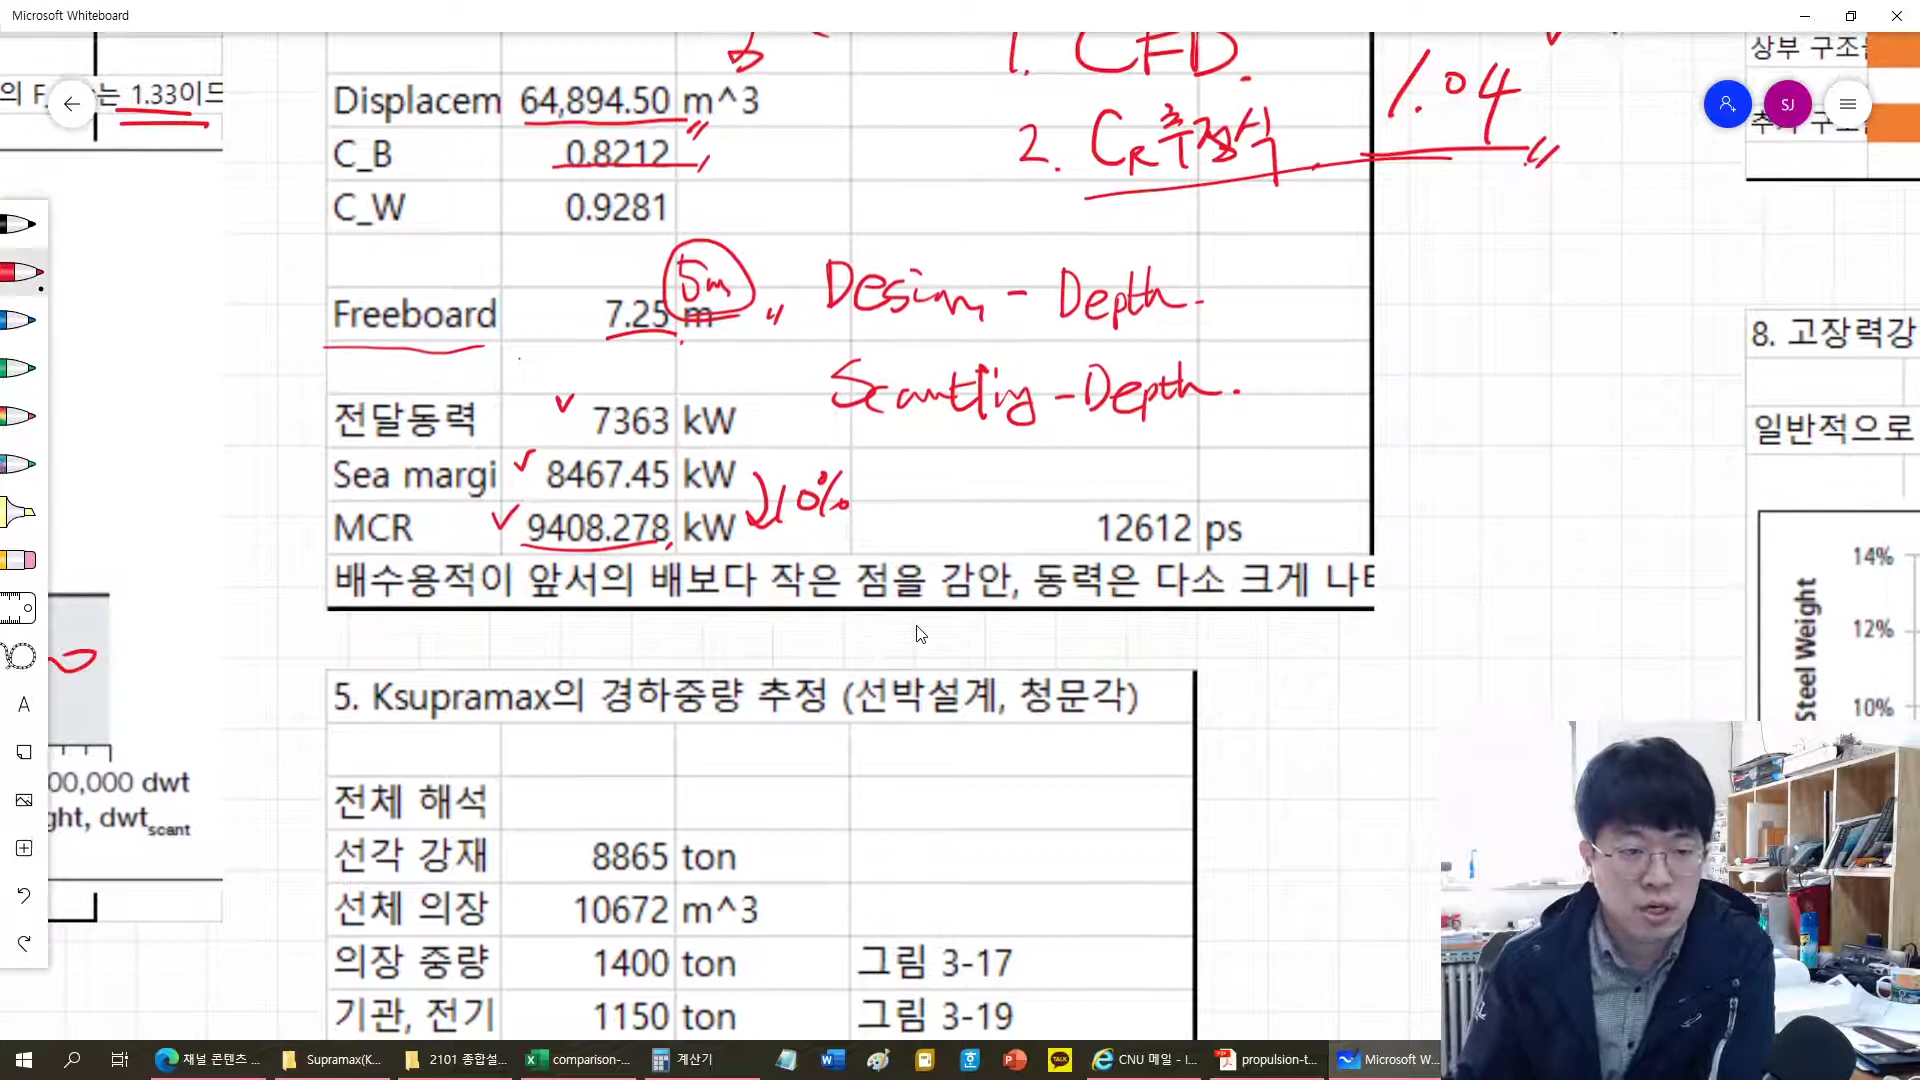 Microsoft Whiteboard
의 F 는 1.33이드
1. CFD.
상부 구조
Displacem 64,894.50 m^3
1.04
SJ
추가 구조
C_B 0.8212
2. C_R 추정식
C_W 0.9281
5m
Design - Depth.
Freeboard 7.25 m
8. 고장력강
Scantling - Depth.
전달동력 7363 kW
일반적으로
Sea margi 8467.45 kW
10%
MCR 9408.278 kW 12612 ps
배수용적이 앞서의 배보다 작은 점을 감안, 동력은 다소 크게 나타
14%
12%
10%
Steel Weight
5. Ksupramax의 경하중량 추정 (선박설계, 청문각)
A
00,000 dwt
ght, dwt scant
전체 해석
선각 강재 8865 ton
선체 의장 10672 m^3
의장 중량 1400 ton 그림 3-17
기관, 전기 1150 ton 그림 3-19
채널 콘텐츠 ...
Supramax(K...
2101 종합설...
comparison-...
계산기
TALK
CNU 메일 - I...
propulsion-t...
Microsoft W...